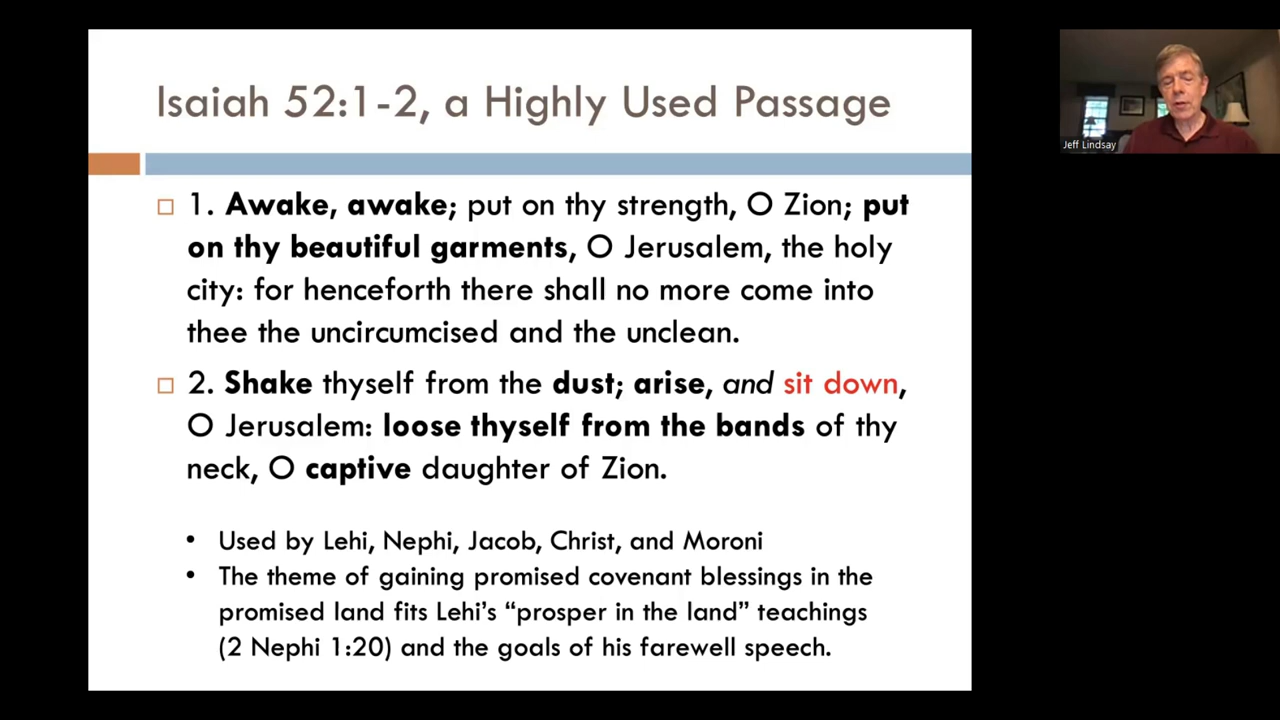 Isaiah 52:1-2, a Highly Used Passage
1. Awake, awake; put on thy strength, O Zion; put
on thy beautiful garments, O Jerusalem, the holy
city: for henceforth there shall no more come into
thee the uncircumcised and the unclean.
2. Shake thyself from the dust; arise, and sit down,
O Jerusalem: loose thyself from the bands of thy
neck, O captive daughter of Zion.
• Used by Lehi, Nephi, Jacob, Christ, and Moroni
• The theme of gaining promised covenant blessings in the
promised land fits Lehi’s “prosper in the land” teachings
(2 Nephi 1:20) and the goals of his farewell speech.
Jeff Lindsay